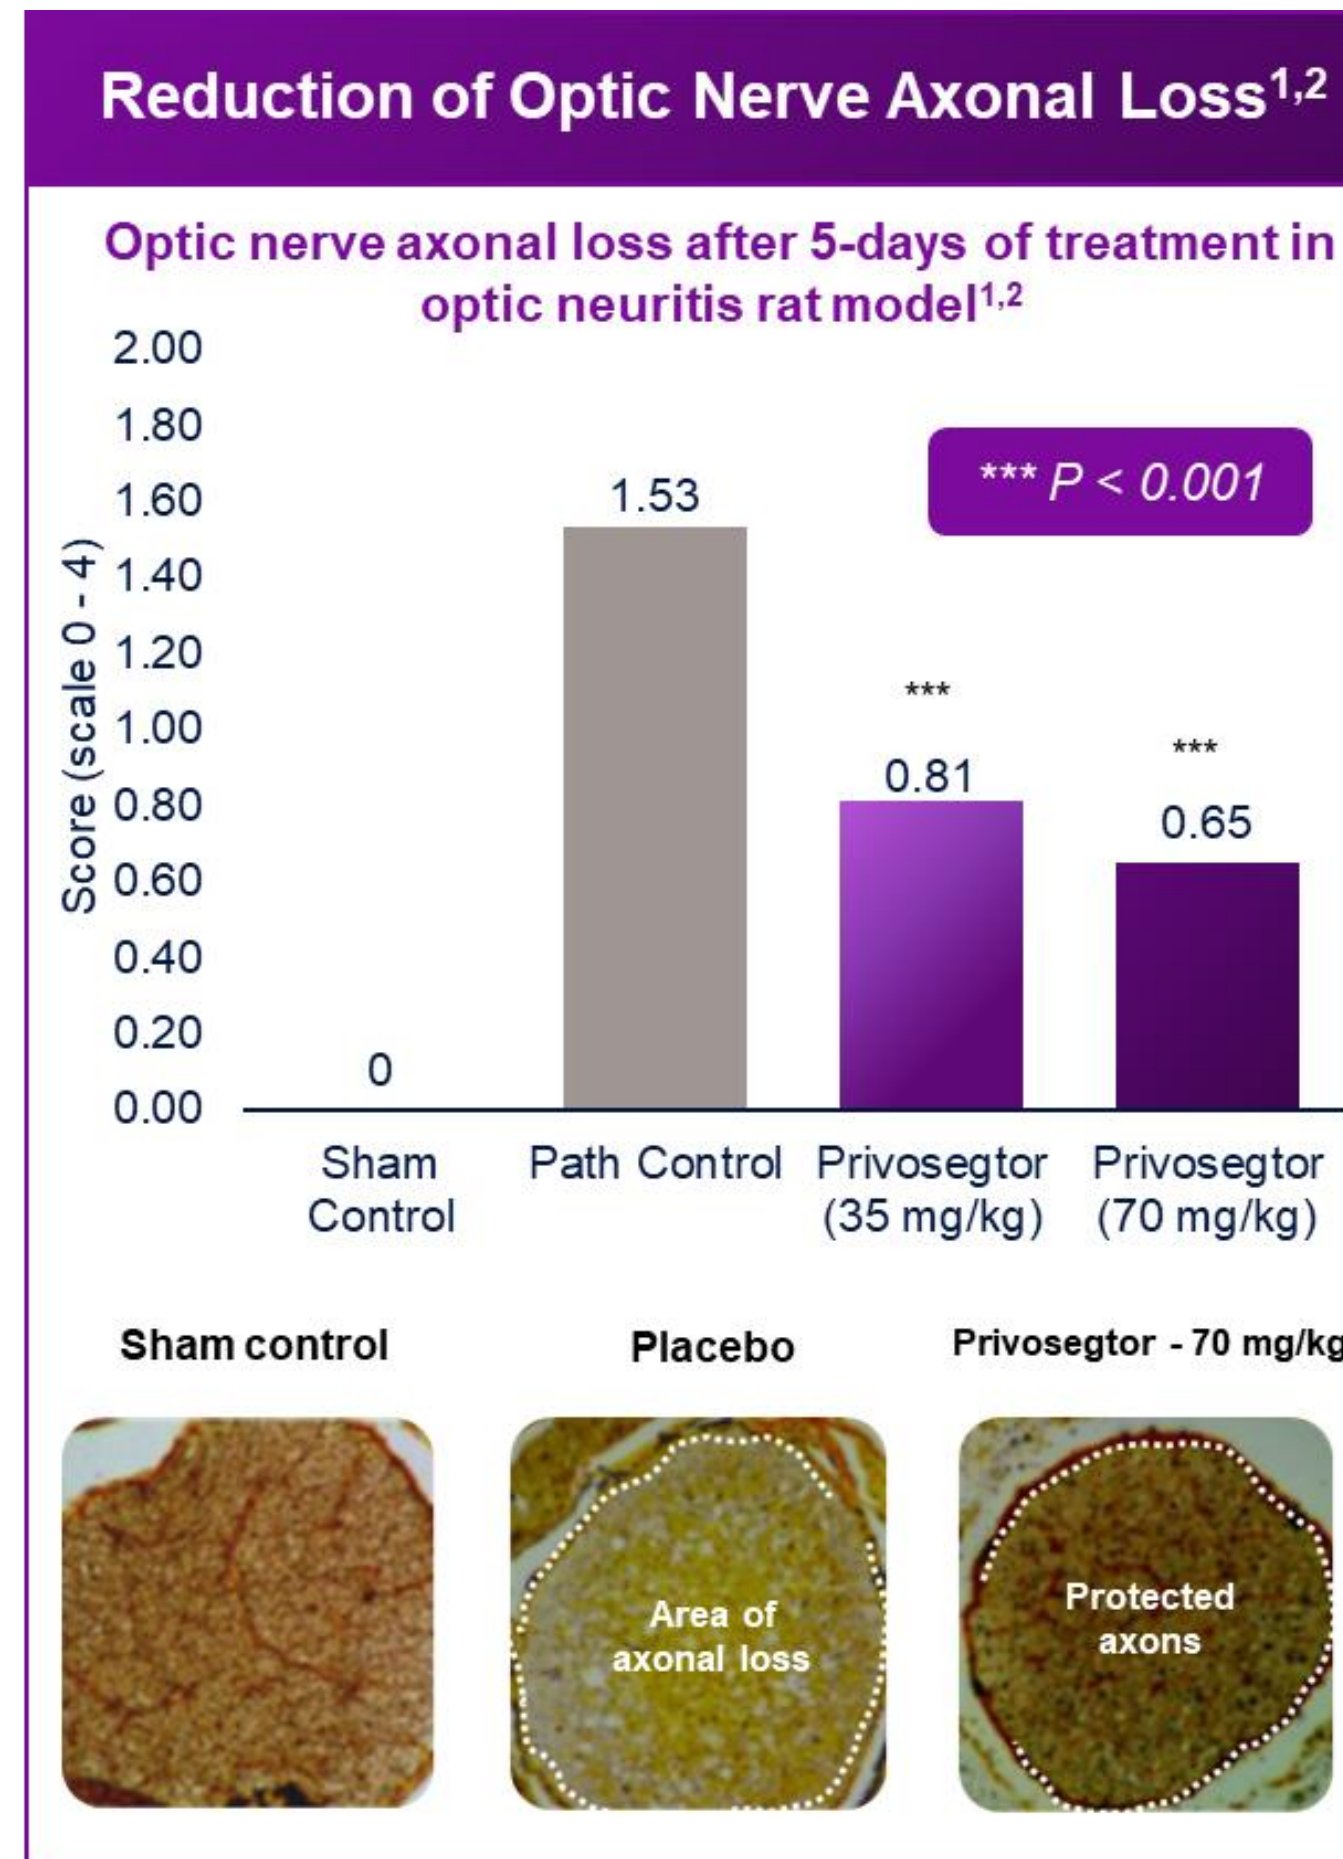 Reduction of Optic Nerve Axonal Loss1,2
Optic nerve axonal loss after 5-days of treatment in
optic neuritis rat model1,2
Score (scale 0 - 4)
2.00
1.80
1.60
1.40
1.20
1.00
0.80
0.60
0.40
0.20
0.00
*** P < 0.001
0
1.53
***
0.81
***
0.65
Sham
Control
Path Control
Privosegtor
(35 mg/kg)
Privosegtor
(70 mg/kg)
Sham control
Placebo
Privosegtor - 70 mg/kg
Area of
axonal loss
Protected
axons